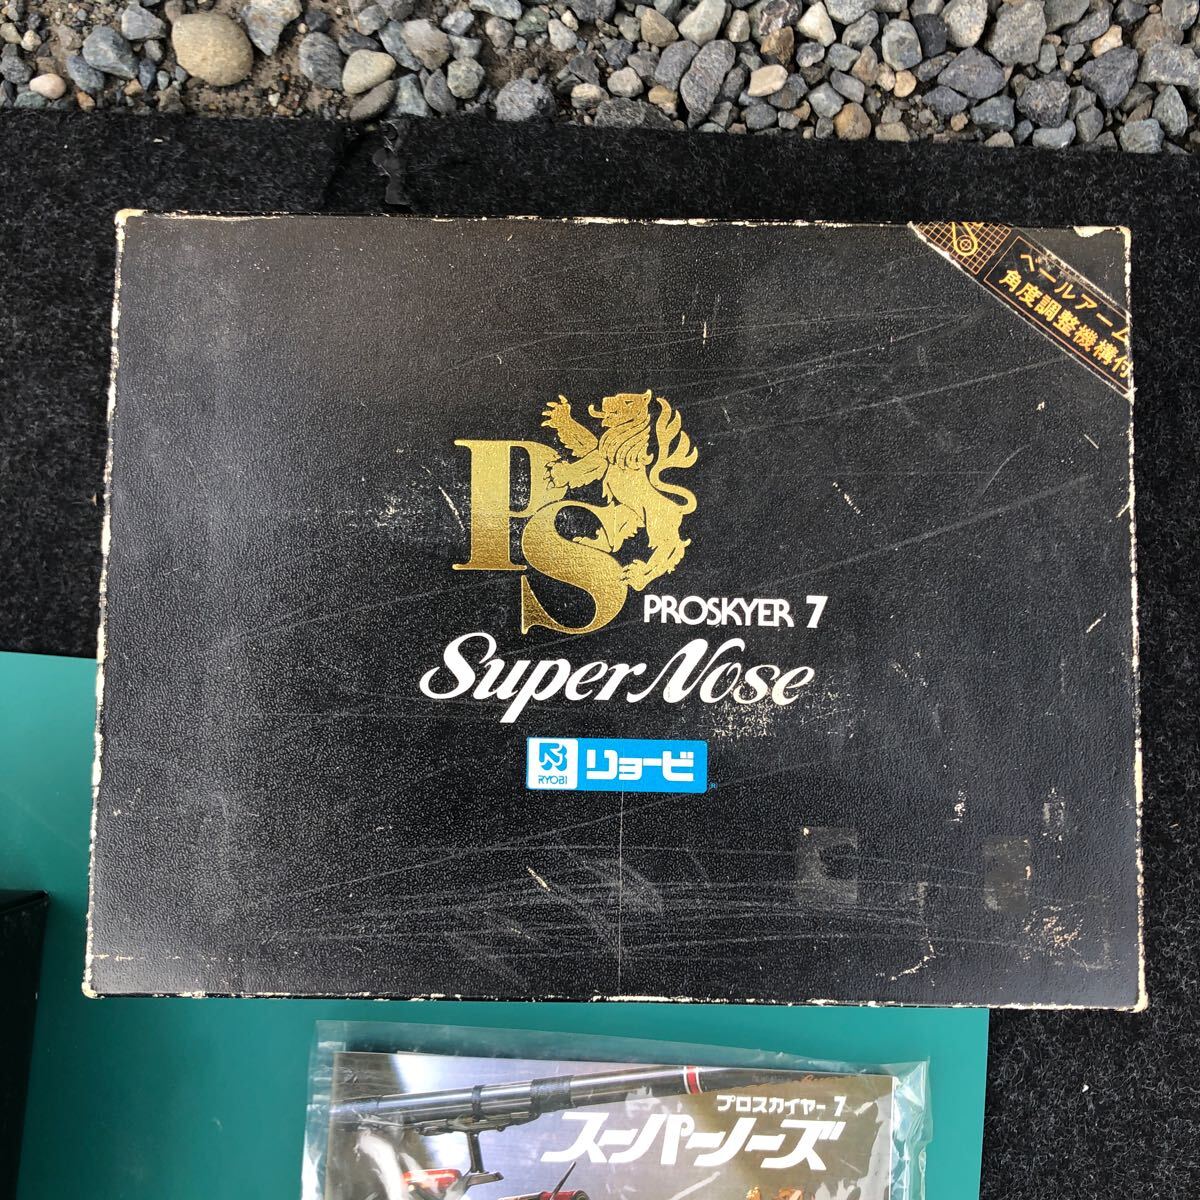 ベールアーム
角度調整機構付
PS
PROSKYER 7
Super Nose
RYOBI リョービ ®
プロスカイヤー 7
スーパーノーズ